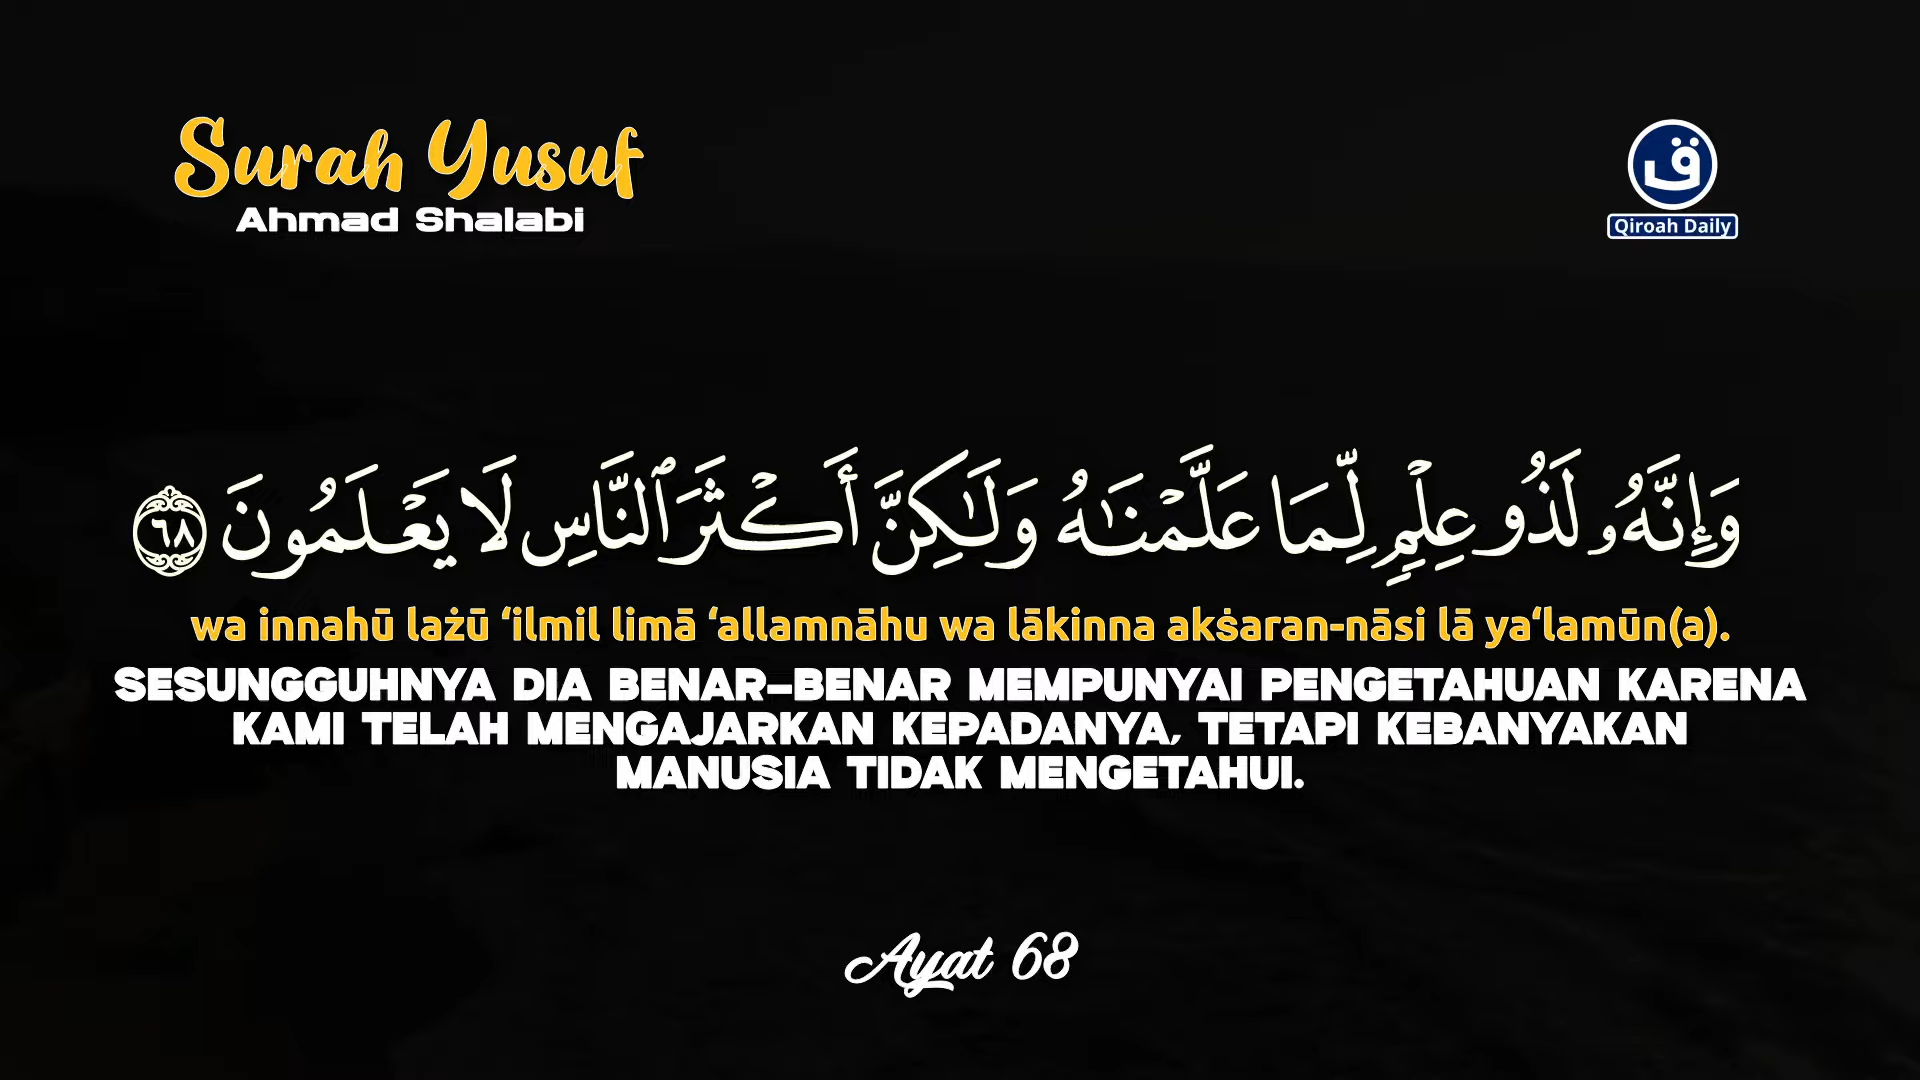 Surah Yusuf
Ahmad Shalabi
ق
Qiroah Daily
وَإِنَّهُۥ لَذُو عِلْمٍ لِّمَا عَلَّمْنَـٰهُ وَلَـٰكِنَّ أَكْثَرَ ٱلنَّاسِ لَا يَعْلَمُونَ ٦٨
wa innahū lażū ‘ilmil limā ‘allamnāhu wa lākinna akṡaran-nāsi lā ya‘lamūn(a).
SESUNGGUHNYA DIA BENAR-BENAR MEMPUNYAI PENGETAHUAN KARENA
KAMI TELAH MENGAJARKAN KEPADANYA, TETAPI KEBANYAKAN
MANUSIA TIDAK MENGETAHUI.
Ayat 68